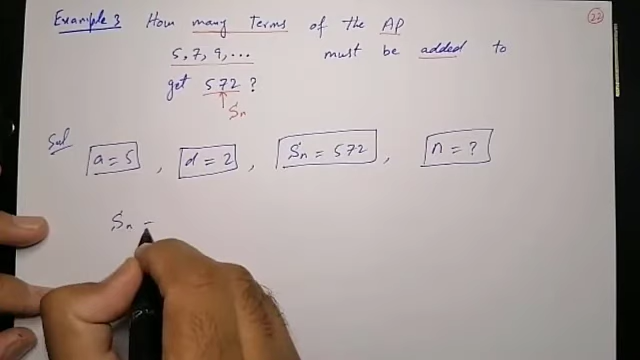 Example 3 How many terms of the AP
22
5, 7, 9, ... must be added to
get 572 ?
Sn
Sol
a = 5 , d = 2 , Sn = 572 , n = ?
Sn =